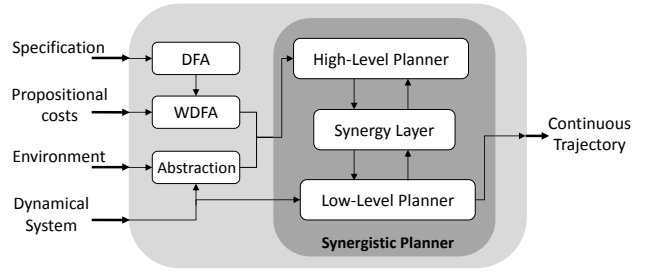 Specification
DFA
High-Level Planner
Propositional
costs
WDFA
Synergy Layer
Continuous
Trajectory
Environment
Abstraction
Dynamical
System
Low-Level Planner
Synergistic Planner